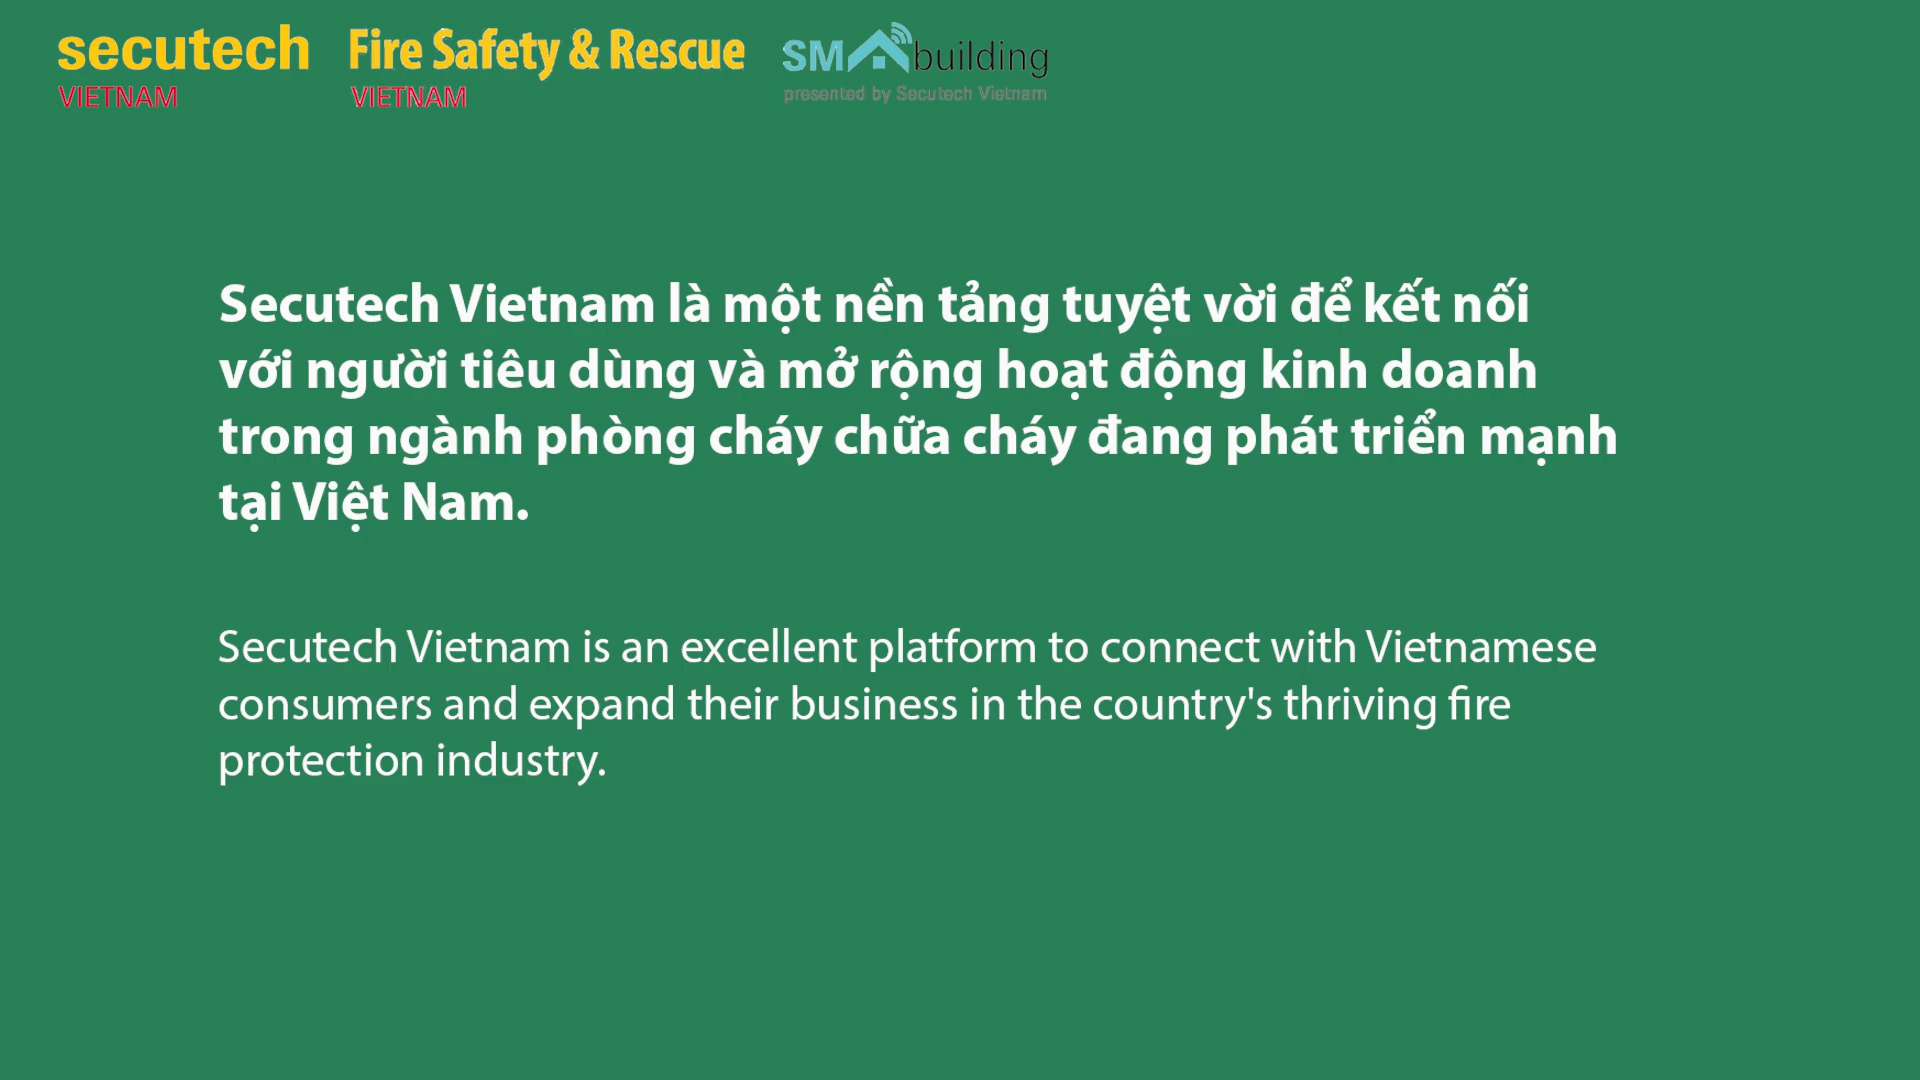 secutech Fire Safety & Rescue SMAbuilding
VIETNAM VIETNAM presented by Secutech Vietnam
Secutech Vietnam là một nền tảng tuyệt vời để kết nối
với người tiêu dùng và mở rộng hoạt động kinh doanh
trong ngành phòng cháy chữa cháy đang phát triển mạnh
tại Việt Nam.
Secutech Vietnam is an excellent platform to connect with Vietnamese
consumers and expand their business in the country's thriving fire
protection industry.